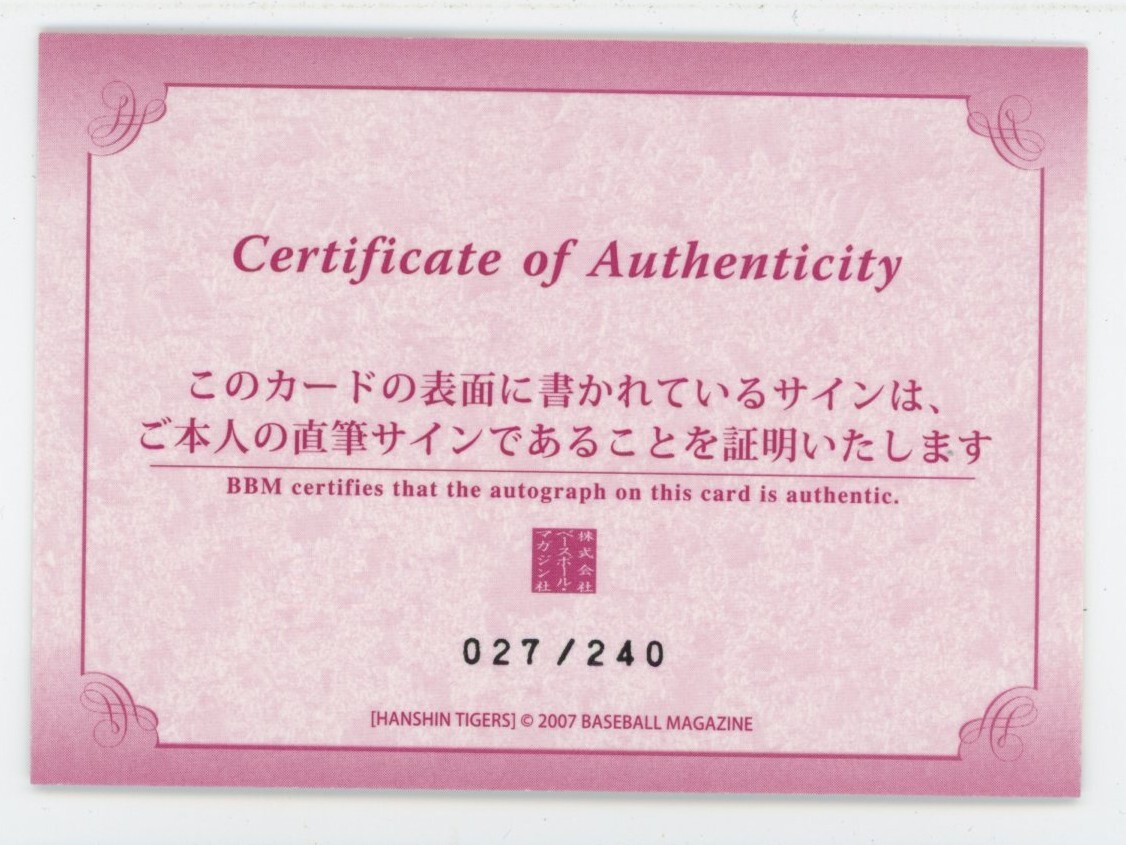 Certificate of Authenticity
このカードの表面に書かれているサインは、
ご本人の直筆サインであることを証明いたします
BBM certifies that the autograph on this card is authentic.
株式会社
ベースボール・
マガジン社
027/240
[HANSHIN TIGERS] © 2007 BASEBALL MAGAZINE